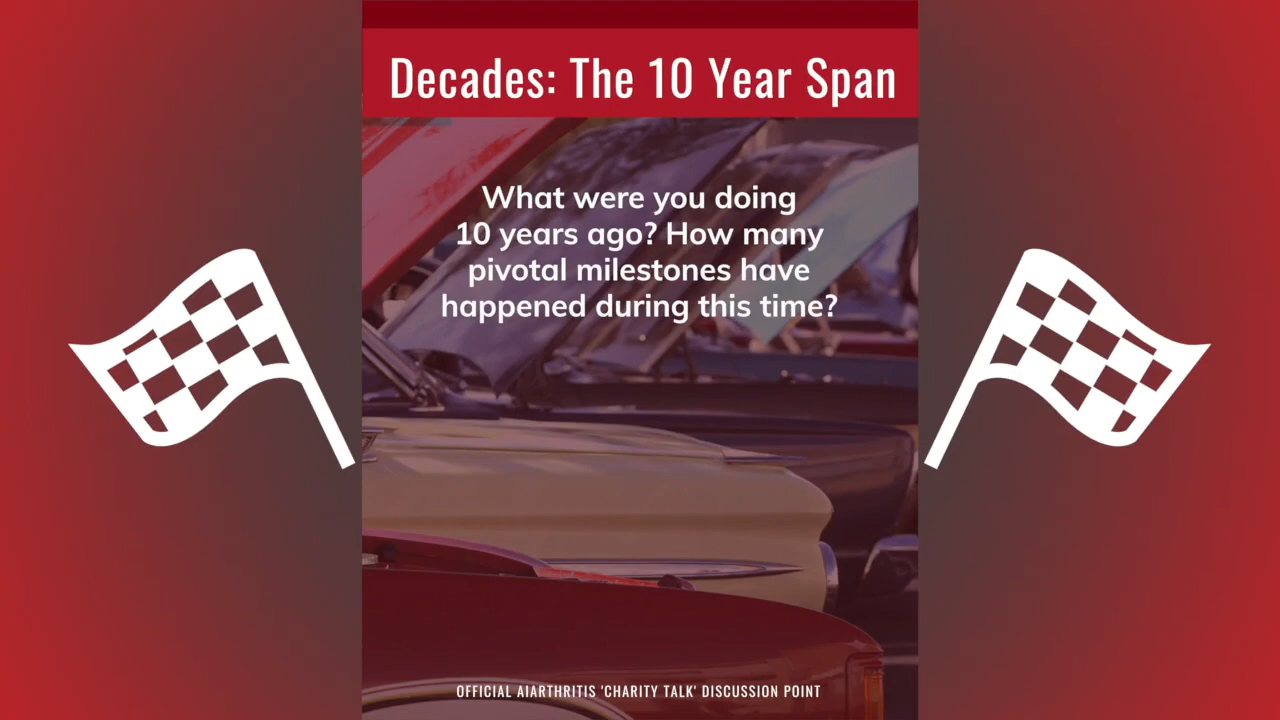 Decades: The 10 Year Span
What were you doing
10 years ago? How many
pivotal milestones have
happened during this time?
OFFICIAL AIARTHRITIS 'CHARITY TALK' DISCUSSION POINT